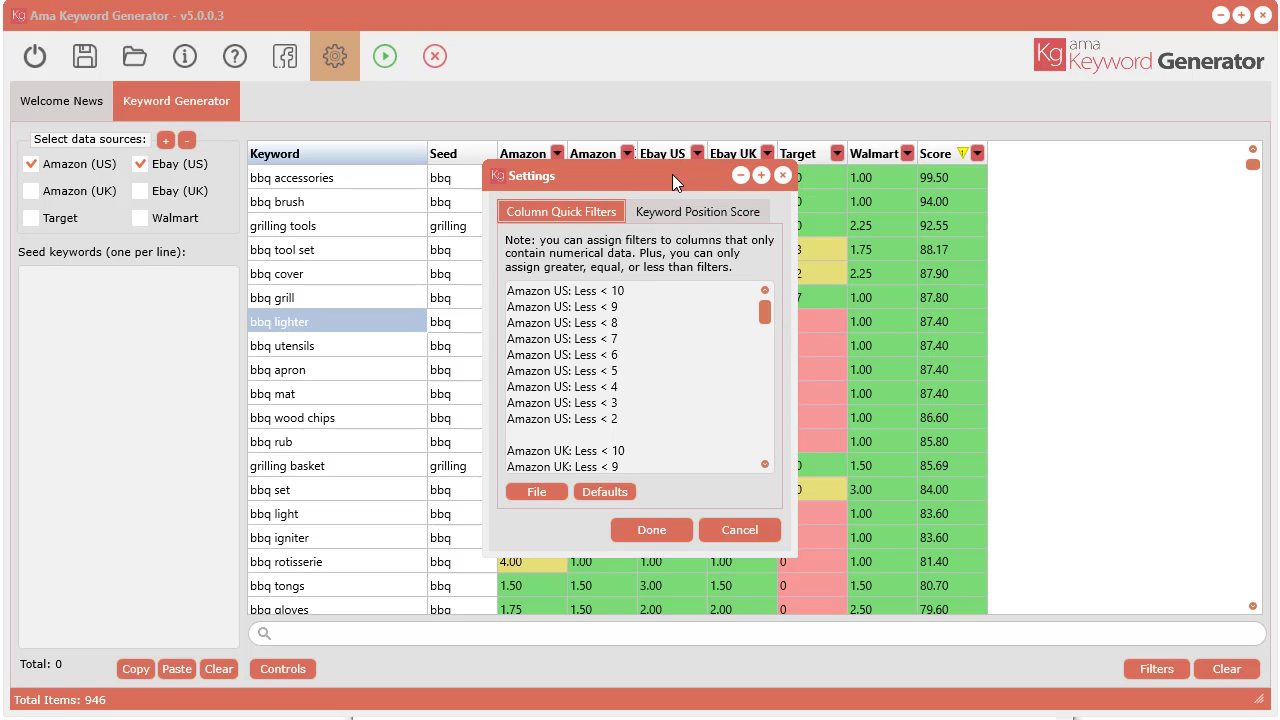 Kg Ama Keyword Generator - v5.0.0.3
Kg ama Keyword Generator
Welcome News
Keyword Generator
Select data sources: + -
Amazon (US) Ebay (US)
Amazon (UK) Ebay (UK)
Target Walmart
Seed keywords (one per line):
Total: 0
Copy Paste Clear
Keyword Seed Amazon Amazon Ebay US Ebay UK Target Walmart Score 1
bbq accessories bbq 1.00 99.50
bbq brush bbq 1.00 94.00
grilling tools grilling 2.25 92.55
bbq tool set bbq 1.75 88.17
bbq cover bbq 2.25 87.90
bbq grill bbq 1.00 87.80
bbq lighter bbq 1.00 87.40
bbq utensils bbq 1.00 87.40
bbq apron bbq 1.00 87.40
bbq mat bbq 1.00 87.40
bbq wood chips bbq 1.00 86.60
bbq rub bbq 1.00 85.80
grilling basket grilling 1.50 85.69
bbq set bbq 3.00 84.00
bbq light bbq 1.00 83.60
bbq igniter bbq 1.00 83.60
bbq rotisserie bbq 4.00 1.00 1.00 1.00 0 1.00 81.40
bbq tongs bbq 1.50 1.50 3.00 1.50 0 1.50 80.70
bbq gloves bbq 1.75 1.50 2.00 2.00 0 2.50 79.60
Kg Settings
Column Quick Filters
Keyword Position Score
Note: you can assign filters to columns that only
contain numerical data. Plus, you can only
assign greater, equal, or less than filters.
Amazon US: Less < 10
Amazon US: Less < 9
Amazon US: Less < 8
Amazon US: Less < 7
Amazon US: Less < 6
Amazon US: Less < 5
Amazon US: Less < 4
Amazon US: Less < 3
Amazon US: Less < 2
Amazon UK: Less < 10
Amazon UK: Less < 9
File Defaults
Done Cancel
Controls
Filters Clear
Total Items: 946